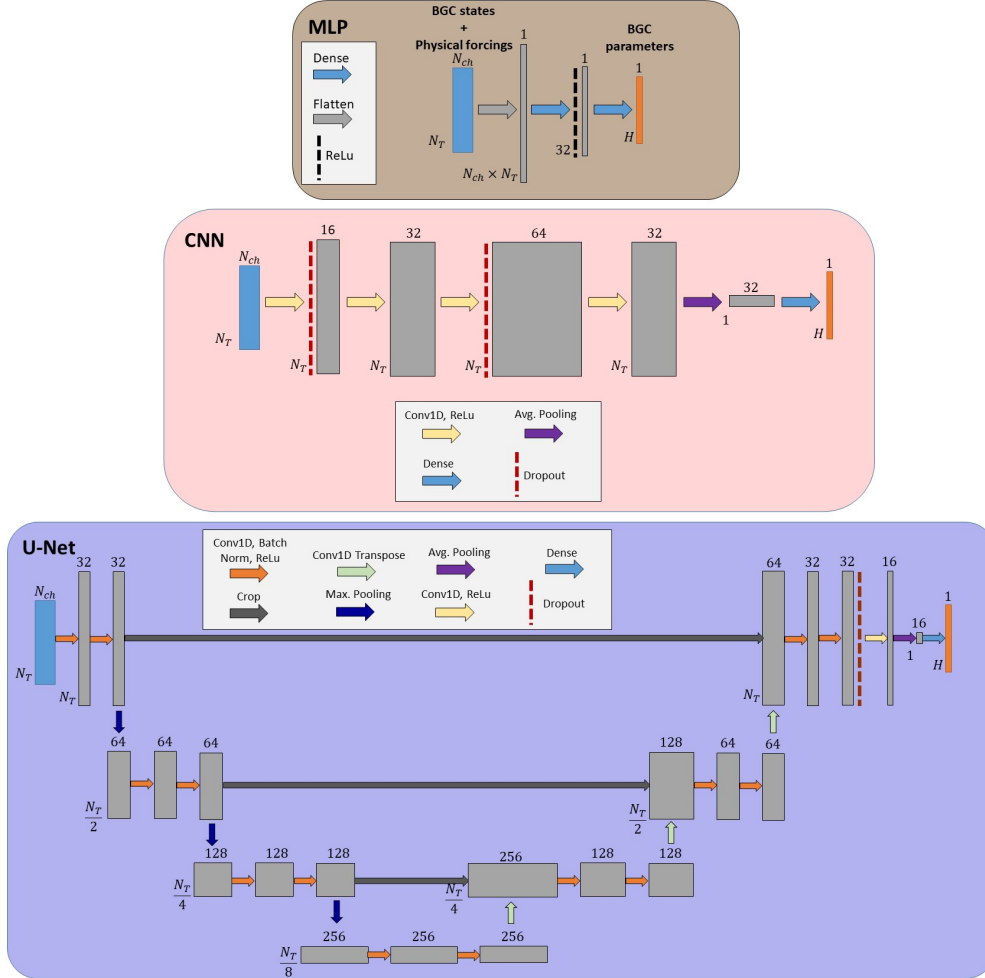 MLP
BGC states
+
Physical forcings
BGC
parameters
Dense
Flatten
ReLu
N_ch
N_T
1
N_ch × N_T
1
32
1
H
CNN
N_ch
N_T
16
N_T
32
N_T
64
N_T
32
N_T
32
1
1
H
Conv1D, ReLu
Avg. Pooling
Dense
Dropout
U-Net
Conv1D, Batch
Norm, ReLu
Conv1D Transpose
Avg. Pooling
Dense
Crop
Max. Pooling
Conv1D, ReLu
Dropout
N_ch
N_T
32
32
N_T
64
32
32
16
16
1
N_T
1
H
64
64
64
N_T/2
128
64
64
N_T/2
128
128
128
N_T/4
256
128
128
N_T/4
256
256
256
N_T/8